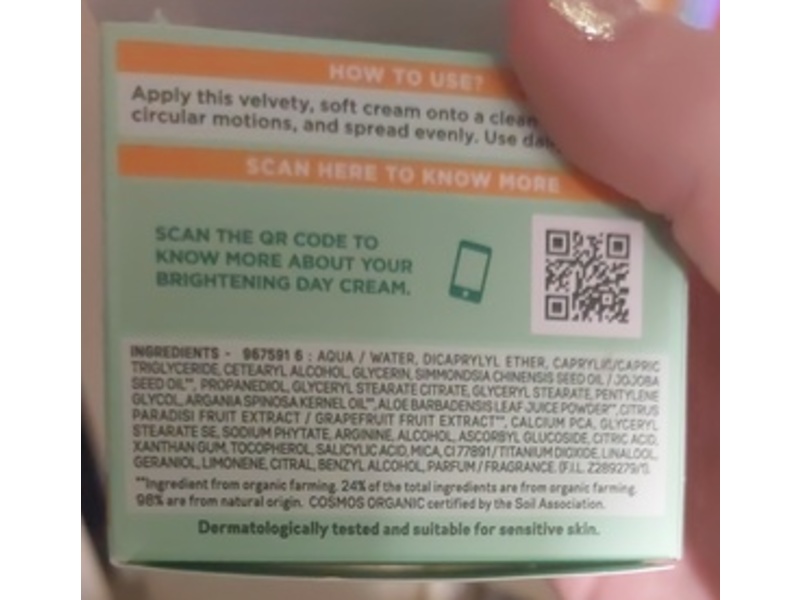 HOW TO USE?
Apply this velvety, soft cream onto a clean
circular motions, and spread evenly. Use
SCAN HERE TO KNOW MORE
SCAN THE QR CODE TO
KNOW MORE ABOUT YOUR
BRIGHTENING DAY CREAM.
INGREDIENTS - 967591 6 : AQUA / WATER, DICAPRYLYL ETHER, CAPRYLIC/CAPRIC
TRIGLYCERIDE, CETEARYL ALCOHOL, GLYCERIN, SIMMONDSIA CHINENSIS SEED OIL / JOJOBA
SEED OIL**, PROPANEDIOL, GLYCERYL STEARATE CITRATE, GLYCERYL STEARATE, PENTYLENE
GLYCOL, ARGANIA SPINOSA KERNEL OIL**, ALOE BARBADENSIS LEAF JUICE POWDER**, CITRUS
PARADISI FRUIT EXTRACT / GRAPEFRUIT FRUIT EXTRACT**, CALCIUM PCA, GLYCERYL
STEARATE SE, SODIUM PHYTATE, ARGININE, ALCOHOL, ASCORBYL GLUCOSIDE, CITRIC ACID,
XANTHAN GUM, TOCOPHEROL, SALICYLIC ACID, MICA, CI 77891 / TITANIUM DIOXIDE, LINALOOL,
GERANIOL, LIMONENE, CITRAL, BENZYL ALCOHOL, PARFUM / FRAGRANCE. (F.I.L. Z289279/1).
**Ingredient from organic farming. 24% of the total ingredients are from organic farming.
98% are from natural origin. COSMOS ORGANIC certified by the Soil Association.
Dermatologically tested and suitable for sensitive skin.